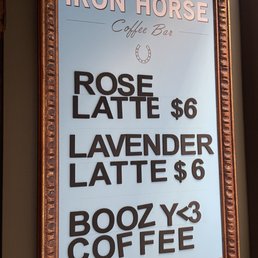 IRON HORSE
Coffee Bar
ROSE
LATTE $6
LAVENDER
LATTE $6
BOOZY<3
COFFEE